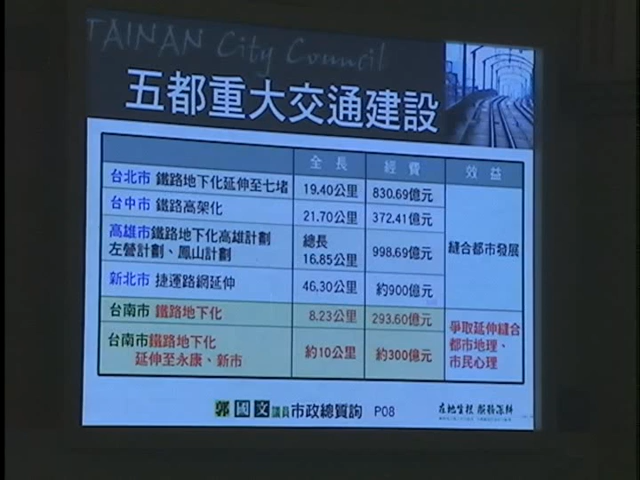 TAINAN City Council
五都重大交通建設
全長 經費 效益
台北市 鐵路地下化延伸至七堵 19.40公里 830.69億元
台中市 鐵路高架化 21.70公里 372.41億元
高雄市鐵路地下化高雄計劃
左營計劃、鳳山計劃
總長
16.85公里
998.69億元
新北市 捷運路網延伸 46.30公里 約900億元
縫合都市發展
台南市 鐵路地下化 8.23公里 293.60億元
台南市鐵路地下化
延伸至永康、新市
約10公里 約300億元
爭取延伸縫合
都市地理、
市民心理
郭國文議員市政總質詢 P08
在地生根 服務深耕